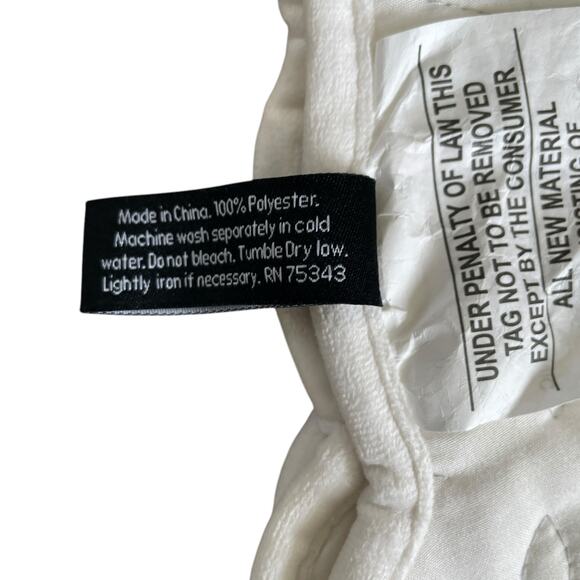 Made in China. 100% Polyester.
Machine wash separately in cold
water. Do not bleach. Tumble Dry low.
Lightly iron if necessary. RN 75343
UNDER PENALTY OF LAW THIS
TAG NOT TO BE REMOVED
EXCEPT BY THE CONSUMER
ALL NEW MATERIAL
OF